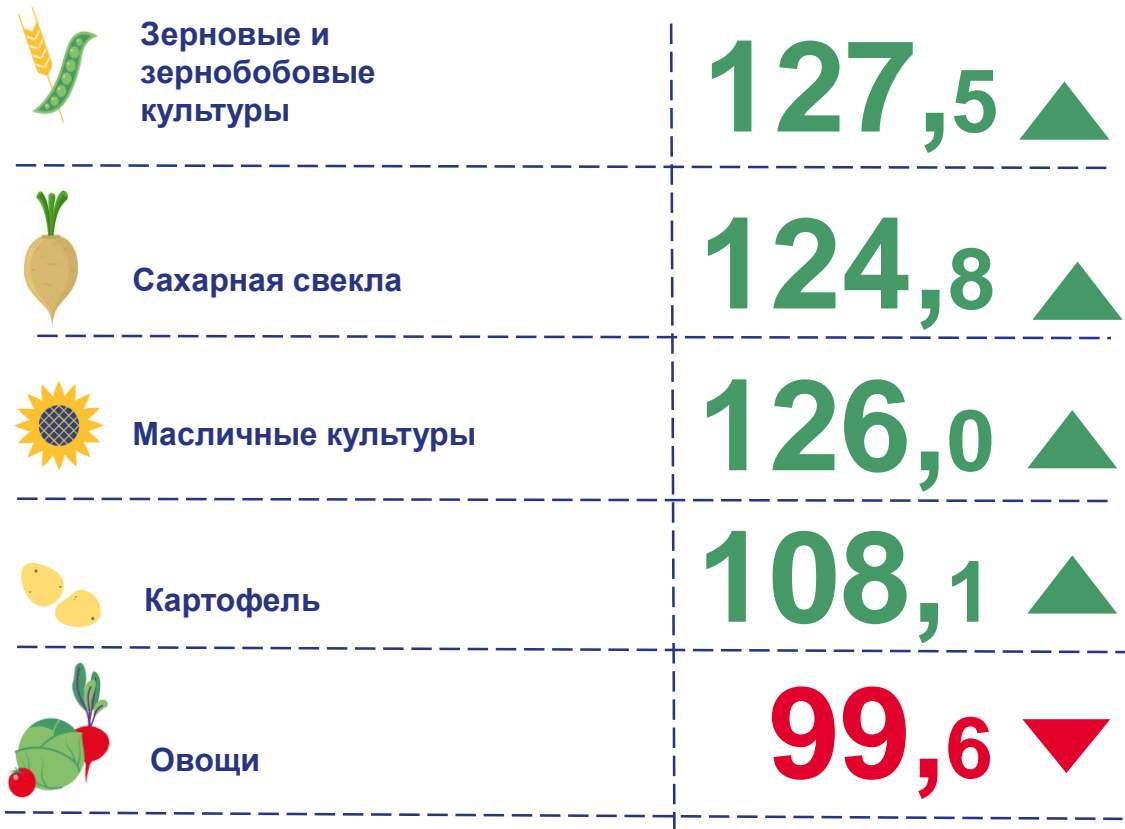 Зерновые и
зернобобовые
культуры
127,5
Сахарная свекла
124,8
Масличные культуры
126,0
Картофель
108,1
Овощи
99,6